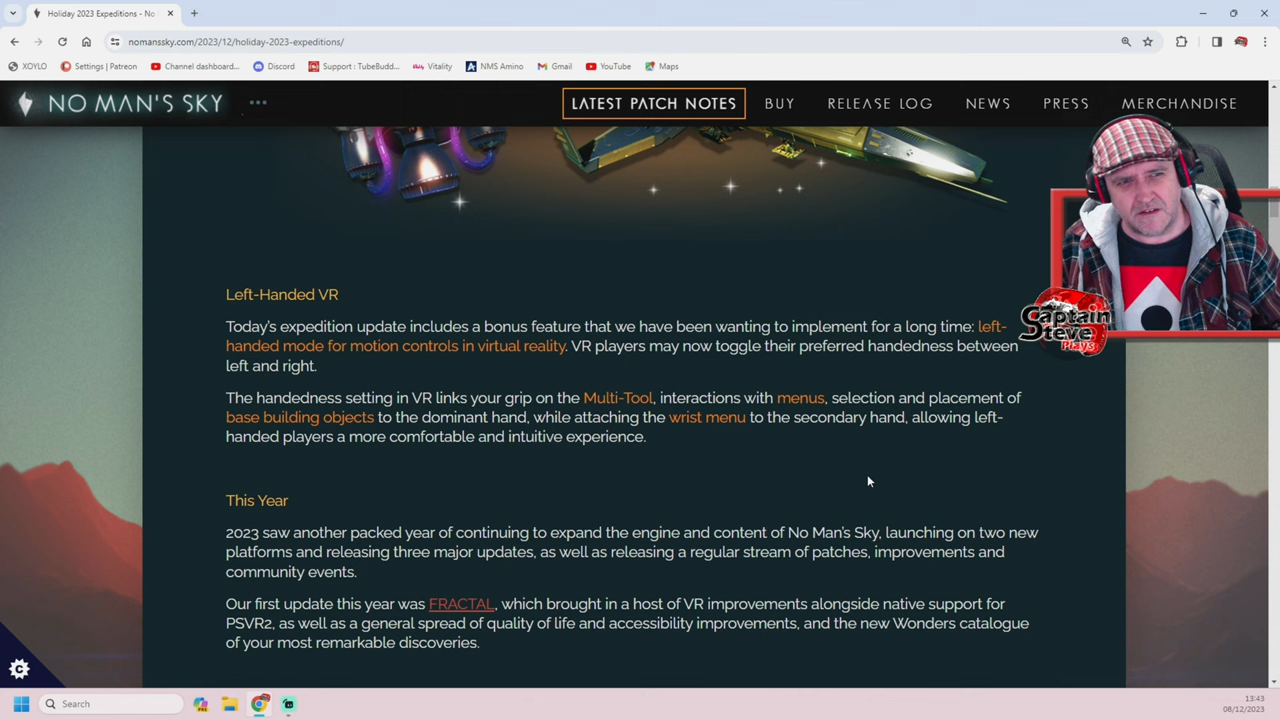 Holiday 2023 Expeditions - No
nomanssky.com/2023/12/holiday-2023-expeditions/
XOYLO
Settings | Patreon
Channel dashboard...
Discord
Support : TubeBudd...
Vitality
NMS Amino
Gmail
YouTube
Maps
NO MAN'S SKY
LATEST PATCH NOTES
BUY
RELEASE LOG
NEWS
PRESS
MERCHANDISE
Left-Handed VR
Today's expedition update includes a bonus feature that we have been wanting to implement for a long time: left-
handed mode for motion controls in virtual reality. VR players may now toggle their preferred handedness between
left and right.
The handedness setting in VR links your grip on the Multi-Tool, interactions with menus, selection and placement of
base building objects to the dominant hand, while attaching the wrist menu to the secondary hand, allowing left-
handed players a more comfortable and intuitive experience.
Captain
Steve
Plays
This Year
2023 saw another packed year of continuing to expand the engine and content of No Man's Sky, launching on two new
platforms and releasing three major updates, as well as releasing a regular stream of patches, improvements and
community events.
Our first update this year was FRACTAL, which brought in a host of VR improvements alongside native support for
PSVR2, as well as a general spread of quality of life and accessibility improvements, and the new Wonders catalogue
of your most remarkable discoveries.
Search
13:43
08/12/2023